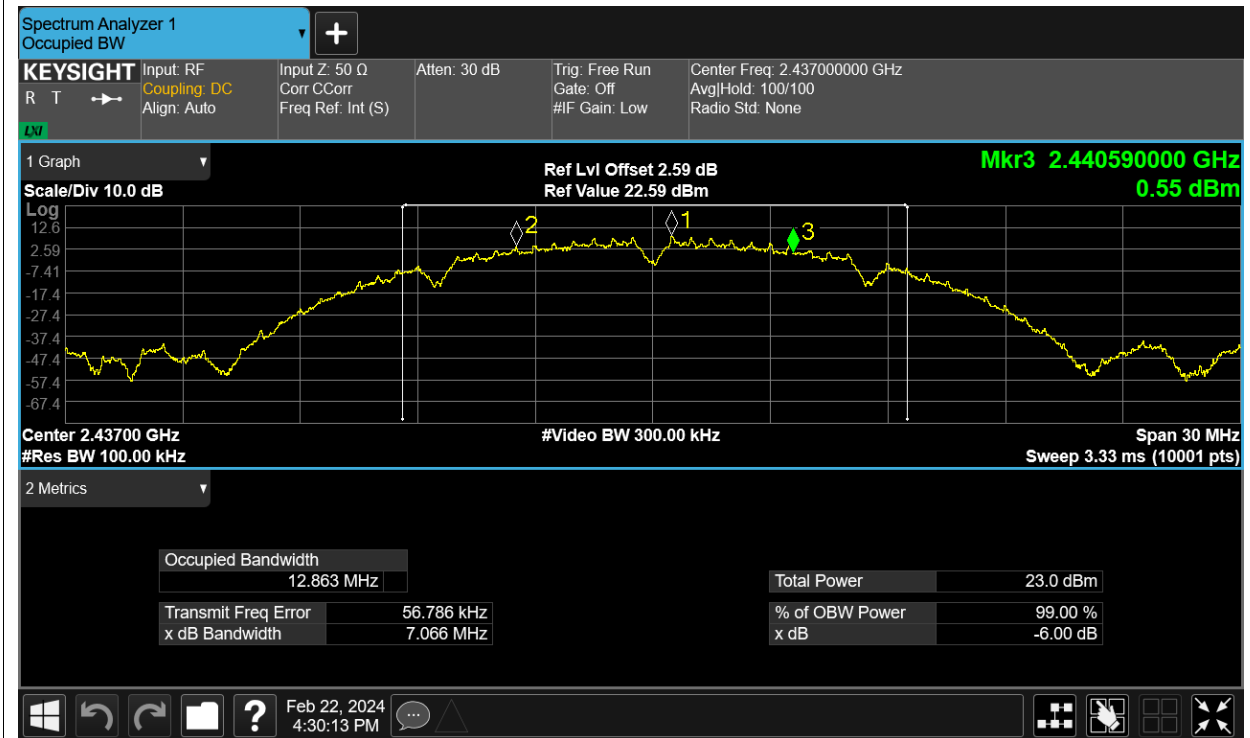 Spectrum Analyzer 1
Occupied BW
KEYSIGHT
R T
LXI
Input: RF
Coupling: DC
Align: Auto
Input Z: 50 Ω
Corr CCorr
Freq Ref: Int (S)
Atten: 30 dB
Trig: Free Run
Gate: Off
#IF Gain: Low
Center Freq: 2.437000000 GHz
Avg|Hold: 100/100
Radio Std: None
1 Graph
Scale/Div 10.0 dB
Ref Lvl Offset 2.59 dB
Ref Value 22.59 dBm
Mkr3 2.440590000 GHz
0.55 dBm
Log
12.6
2.59
-7.41
-17.4
-27.4
-37.4
-47.4
-57.4
-67.4
2
1
3
Center 2.43700 GHz
#Res BW 100.00 kHz
#Video BW 300.00 kHz
Span 30 MHz
Sweep 3.33 ms (10001 pts)
2 Metrics
Occupied Bandwidth
12.863 MHz
Transmit Freq Error 56.786 kHz
x dB Bandwidth 7.066 MHz
Total Power 23.0 dBm
% of OBW Power 99.00 %
x dB -6.00 dB
?
Feb 22, 2024
4:30:13 PM